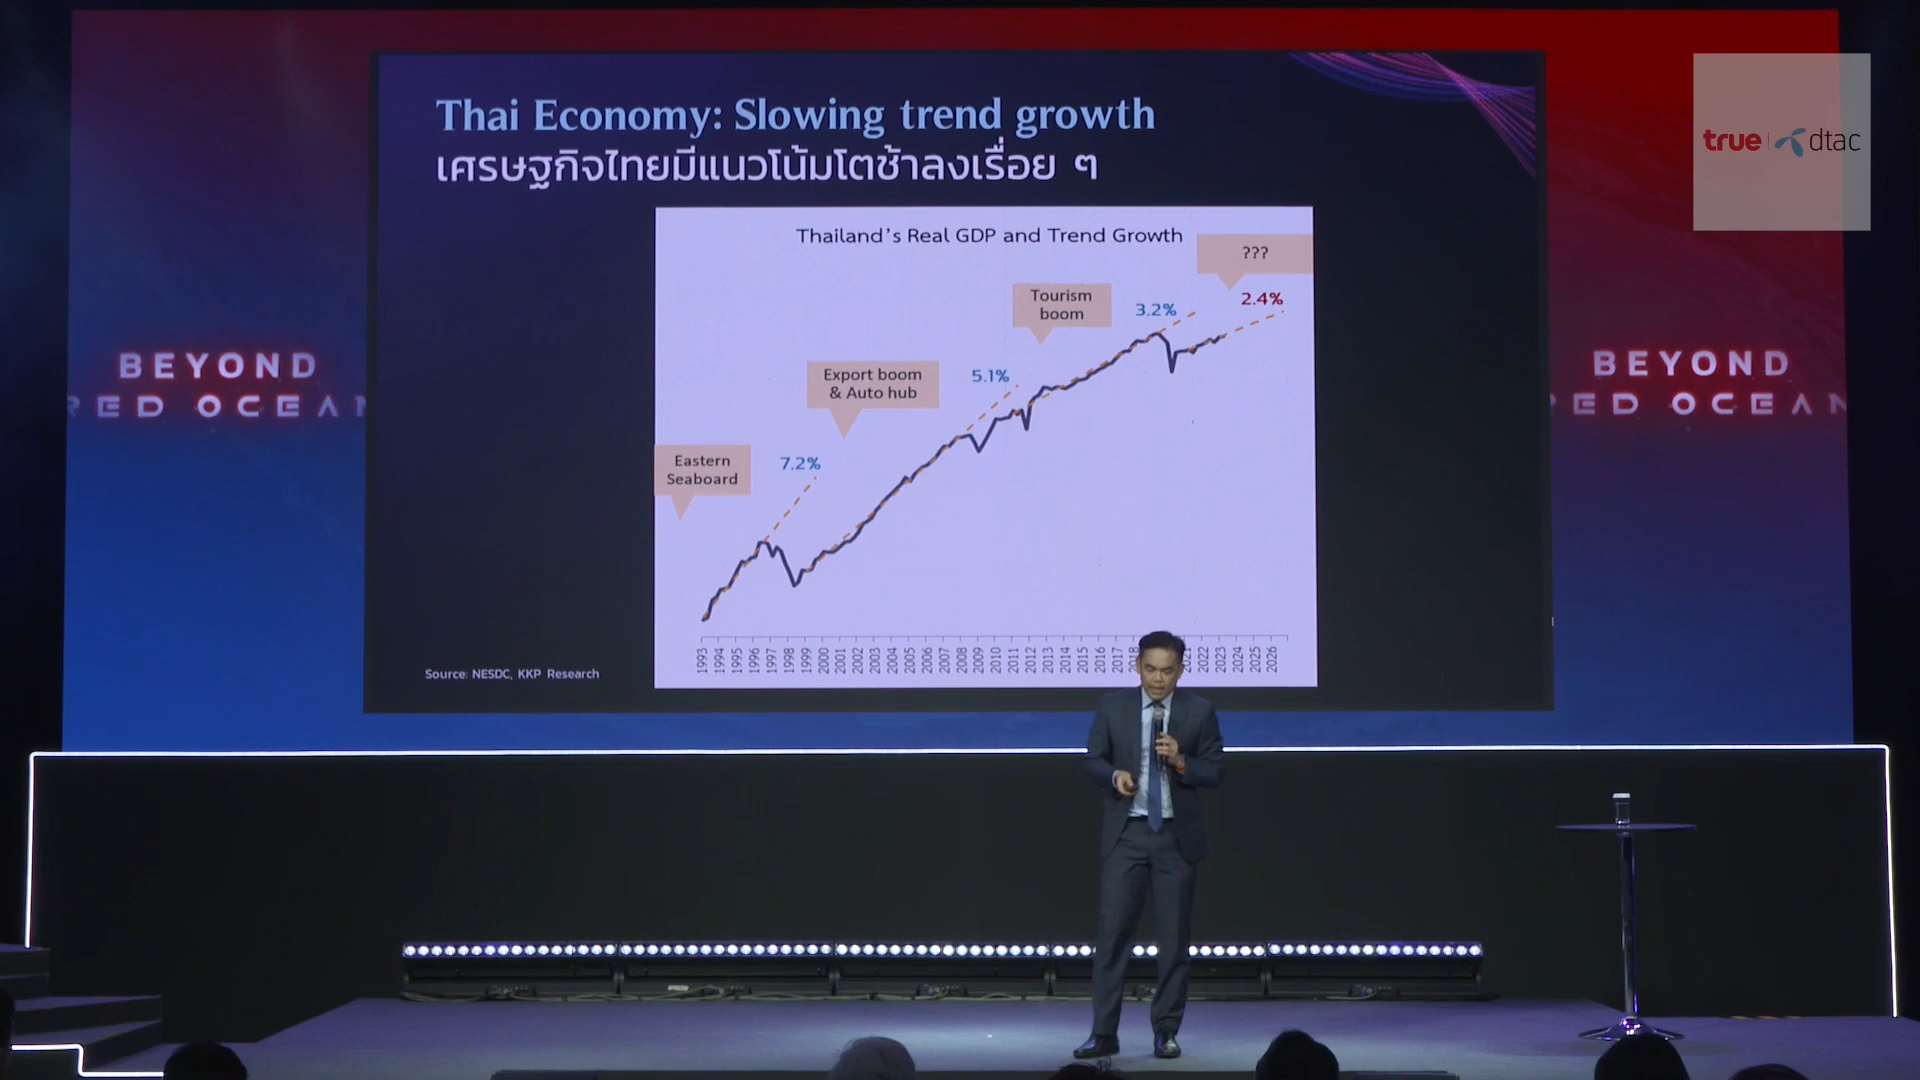 Thai Economy: Slowing trend growth
เศรษฐกิจไทยมีแนวโน้มโตช้าลงเรื่อย ๆ
true dtac
Thailand's Real GDP and Trend Growth
???
2.4%
Tourism
boom
3.2%
Export boom
& Auto hub
5.1%
Eastern
Seaboard
7.2%
1993 1994 1995 1996 1997 1998 1999 2000 2001 2002 2003 2004 2005 2006 2007 2008 2009 2010 2011 2012 2013 2014 2015 2016 2017 2018 2022 2023 2024 2025 2026
Source: NESDC, KKP Research
BEYOND
RED OCEAN
BEYOND
RED OCEAN